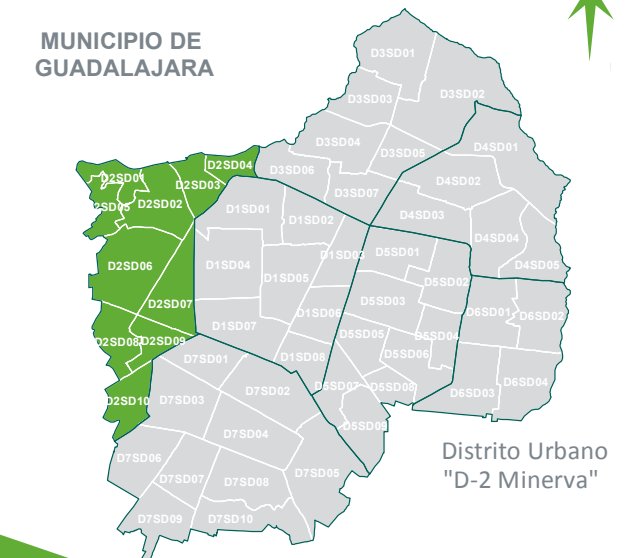 MUNICIPIO DE
GUADALAJARA
D3SD01
D3SD02
D3SD03
D3SD04
D3SD05
D4SD01
D2SD04
D2SD01
D3SD06
D2SD03
D4SD02
D3SD07
D2SD02
D2SD05
D1SD01
D1SD02
D4SD03
D4SD04
D1SD03
D5SD01
D2SD06
D1SD04
D4SD05
D1SD05
D5SD02
D2SD07
D5SD03
D1SD06
D6SD01
D6SD02
D1SD07
D5SD05
D5SD04
D2SD08
D2SD09
D5SD06
D7SD01
D1SD08
D6SD04
D5SD07
D5SD08
D7SD02
D6SD03
D2SD10
D7SD03
D5SD09
D7SD04
Distrito Urbano
"D-2 Minerva"
D7SD06
D7SD05
D7SD07
D7SD08
D7SD09
D7SD10